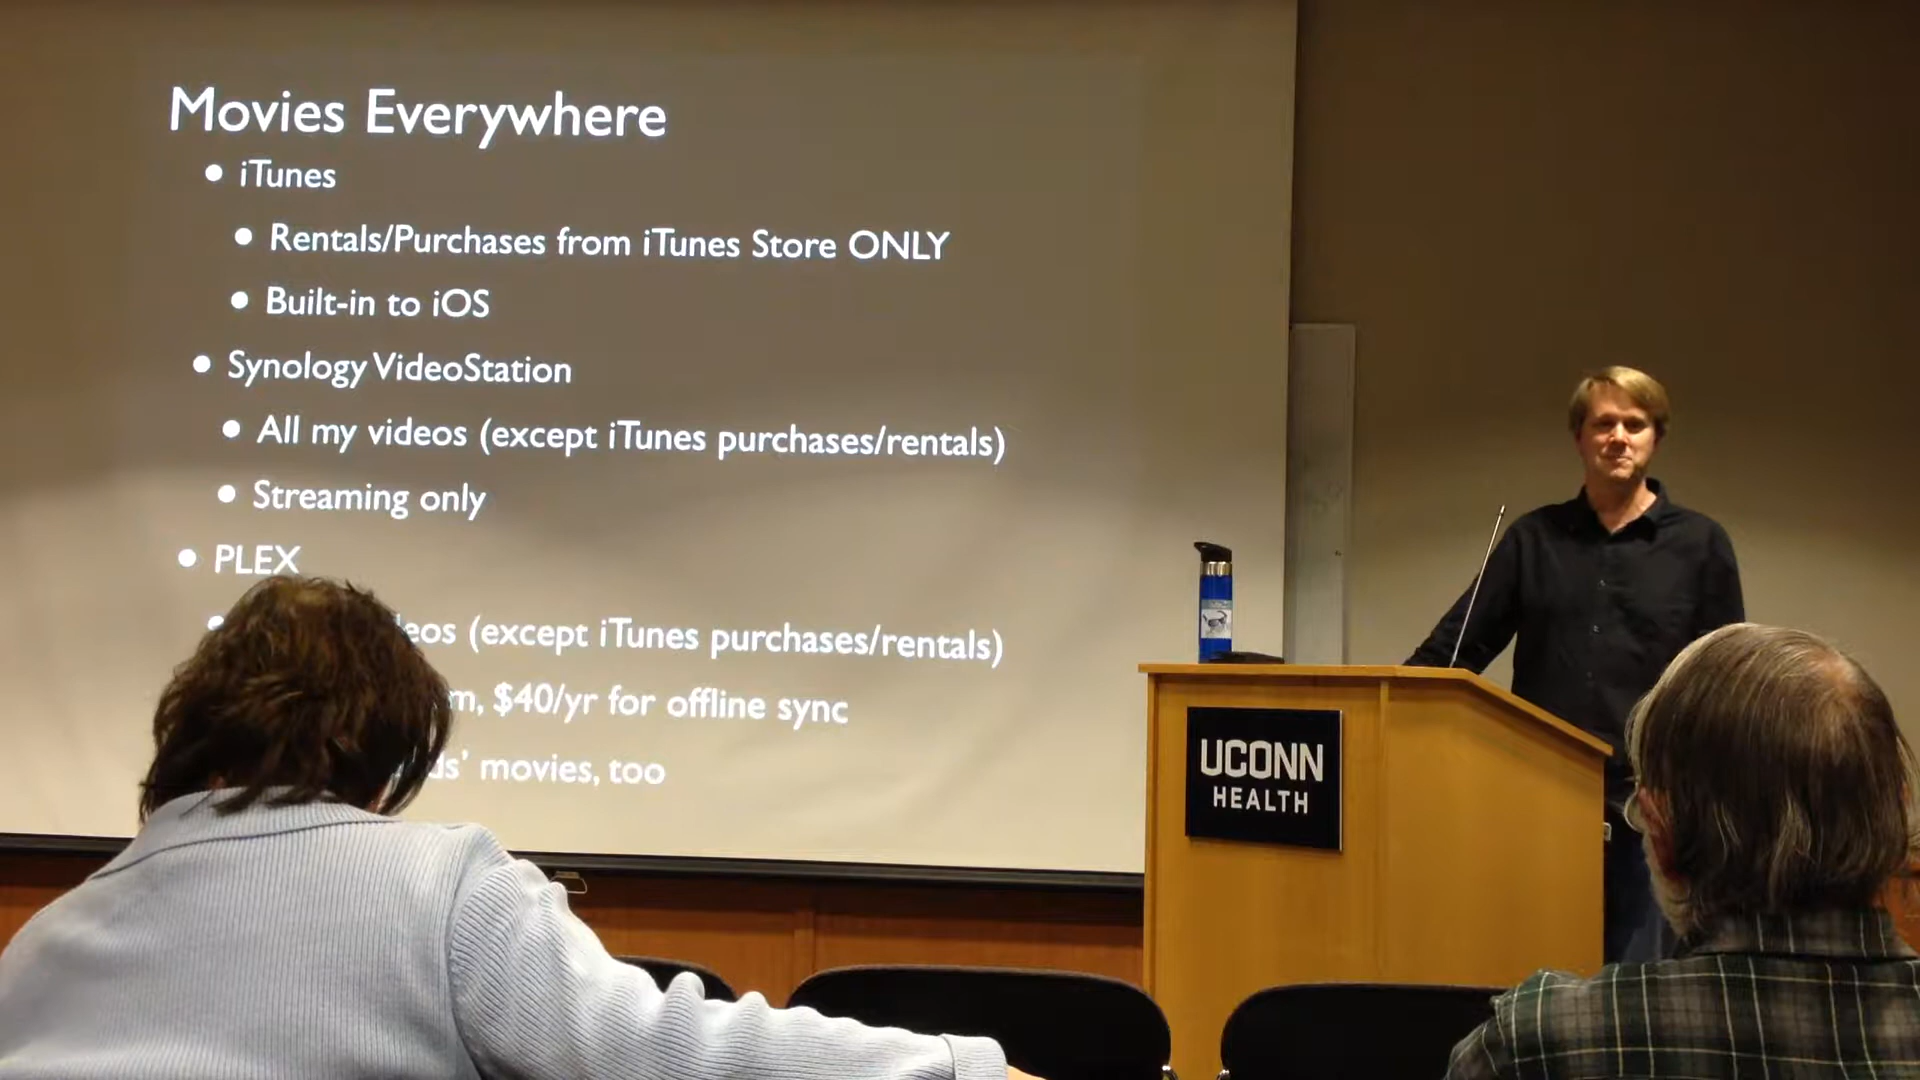 Movies Everywhere
• iTunes
• Rentals/Purchases from iTunes Store ONLY
• Built-in to iOS
• Synology VideoStation
• All my videos (except iTunes purchases/rentals)
• Streaming only
• PLEX
(except iTunes purchases/rentals)
$40/yr for offline sync
movies, too
UCONN
HEALTH